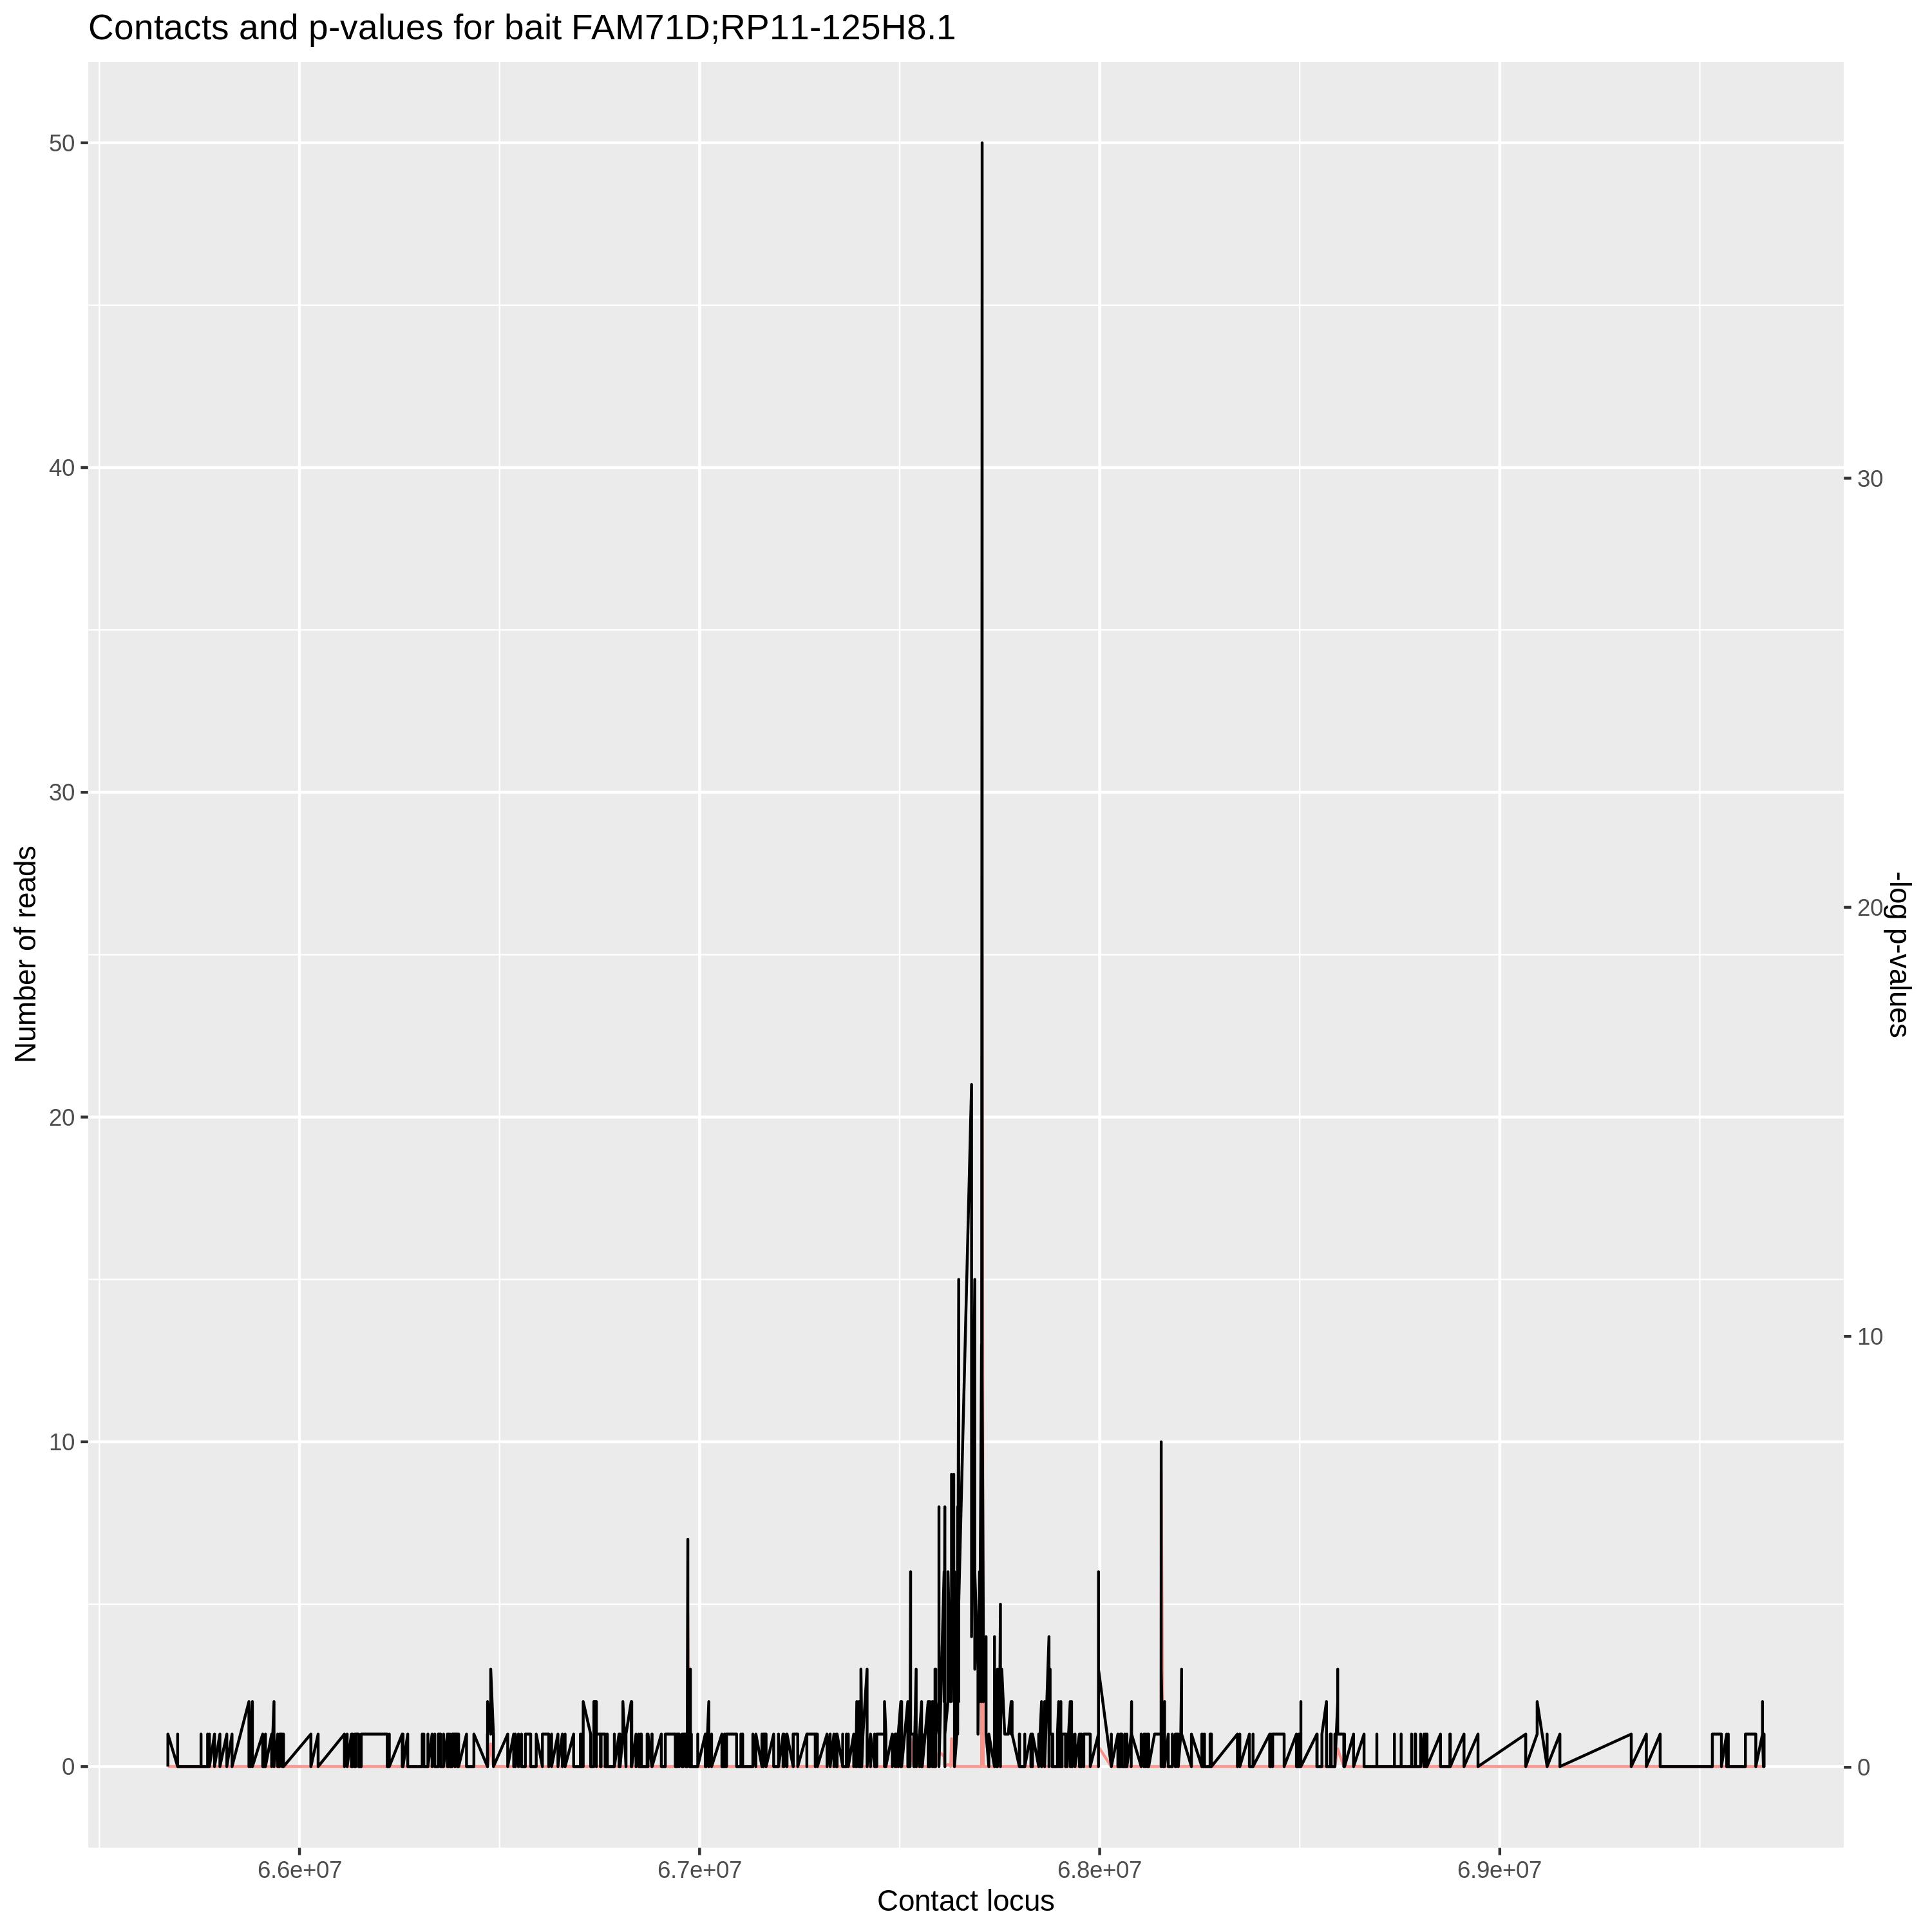 Contacts and p-values for bait FAM71D;RP11-125H8.1
50
40
30
20
10
0
Number of reads
30
20
10
0
-log p-values
6.6e+07
6.7e+07
6.8e+07
6.9e+07
Contact locus